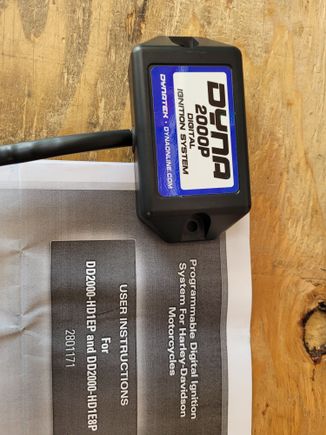 DYNA
2000P
DIGITAL
IGNITION SYSTEM
DYNATEK • DYNAONLINE.COM
Programmable Digital Ignition
System For Harley-Davidson
Motorcycles
USER INSTRUCTIONS
For
DD2000-HD1EP and DD2000-HD1E8P
2801171